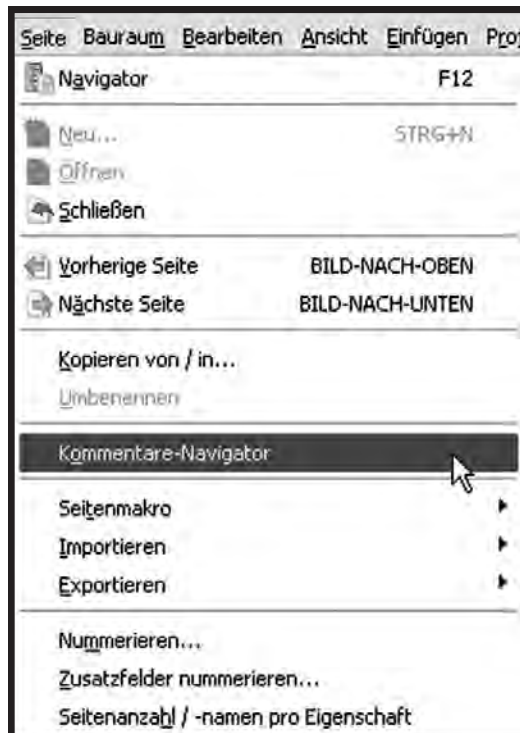 Seite Bauraum Bearbeiten Ansicht Einfügen Pro
Navigator F12
Neu... STRG+N
Öffnen
Schließen
Vorherige Seite BILD-NACH-OBEN
Nächste Seite BILD-NACH-UNTEN
Kopieren von / in...
Umbenennen
Kommentare-Navigator
Seitenmakro
Importieren
Exportieren
Nummerieren...
Zusatzfelder nummerieren...
Seitenanzahl / -namen pro Eigenschaft